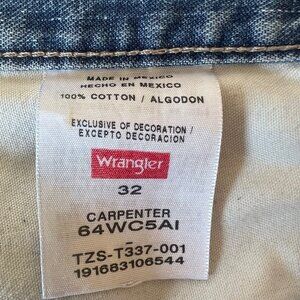 MADE IN MEXICO
HECHO EN MEXICO
100% COTTON / ALGODON
EXCLUSIVE OF DECORATION /
EXCEPTO DECORACION
Wrangler
32
CARPENTER
64WC5AI
TZS-T337-001
191683106544